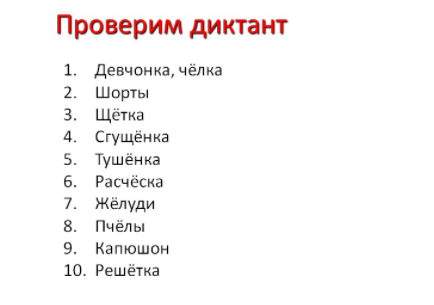 Проверим диктант
1. Девчонка, чёлка
2. Шорты
3. Щётка
4. Сгущёнка
5. Тушёнка
6. Расчёска
7. Жёлуди
8. Пчёлы
9. Капюшон
10. Решётка